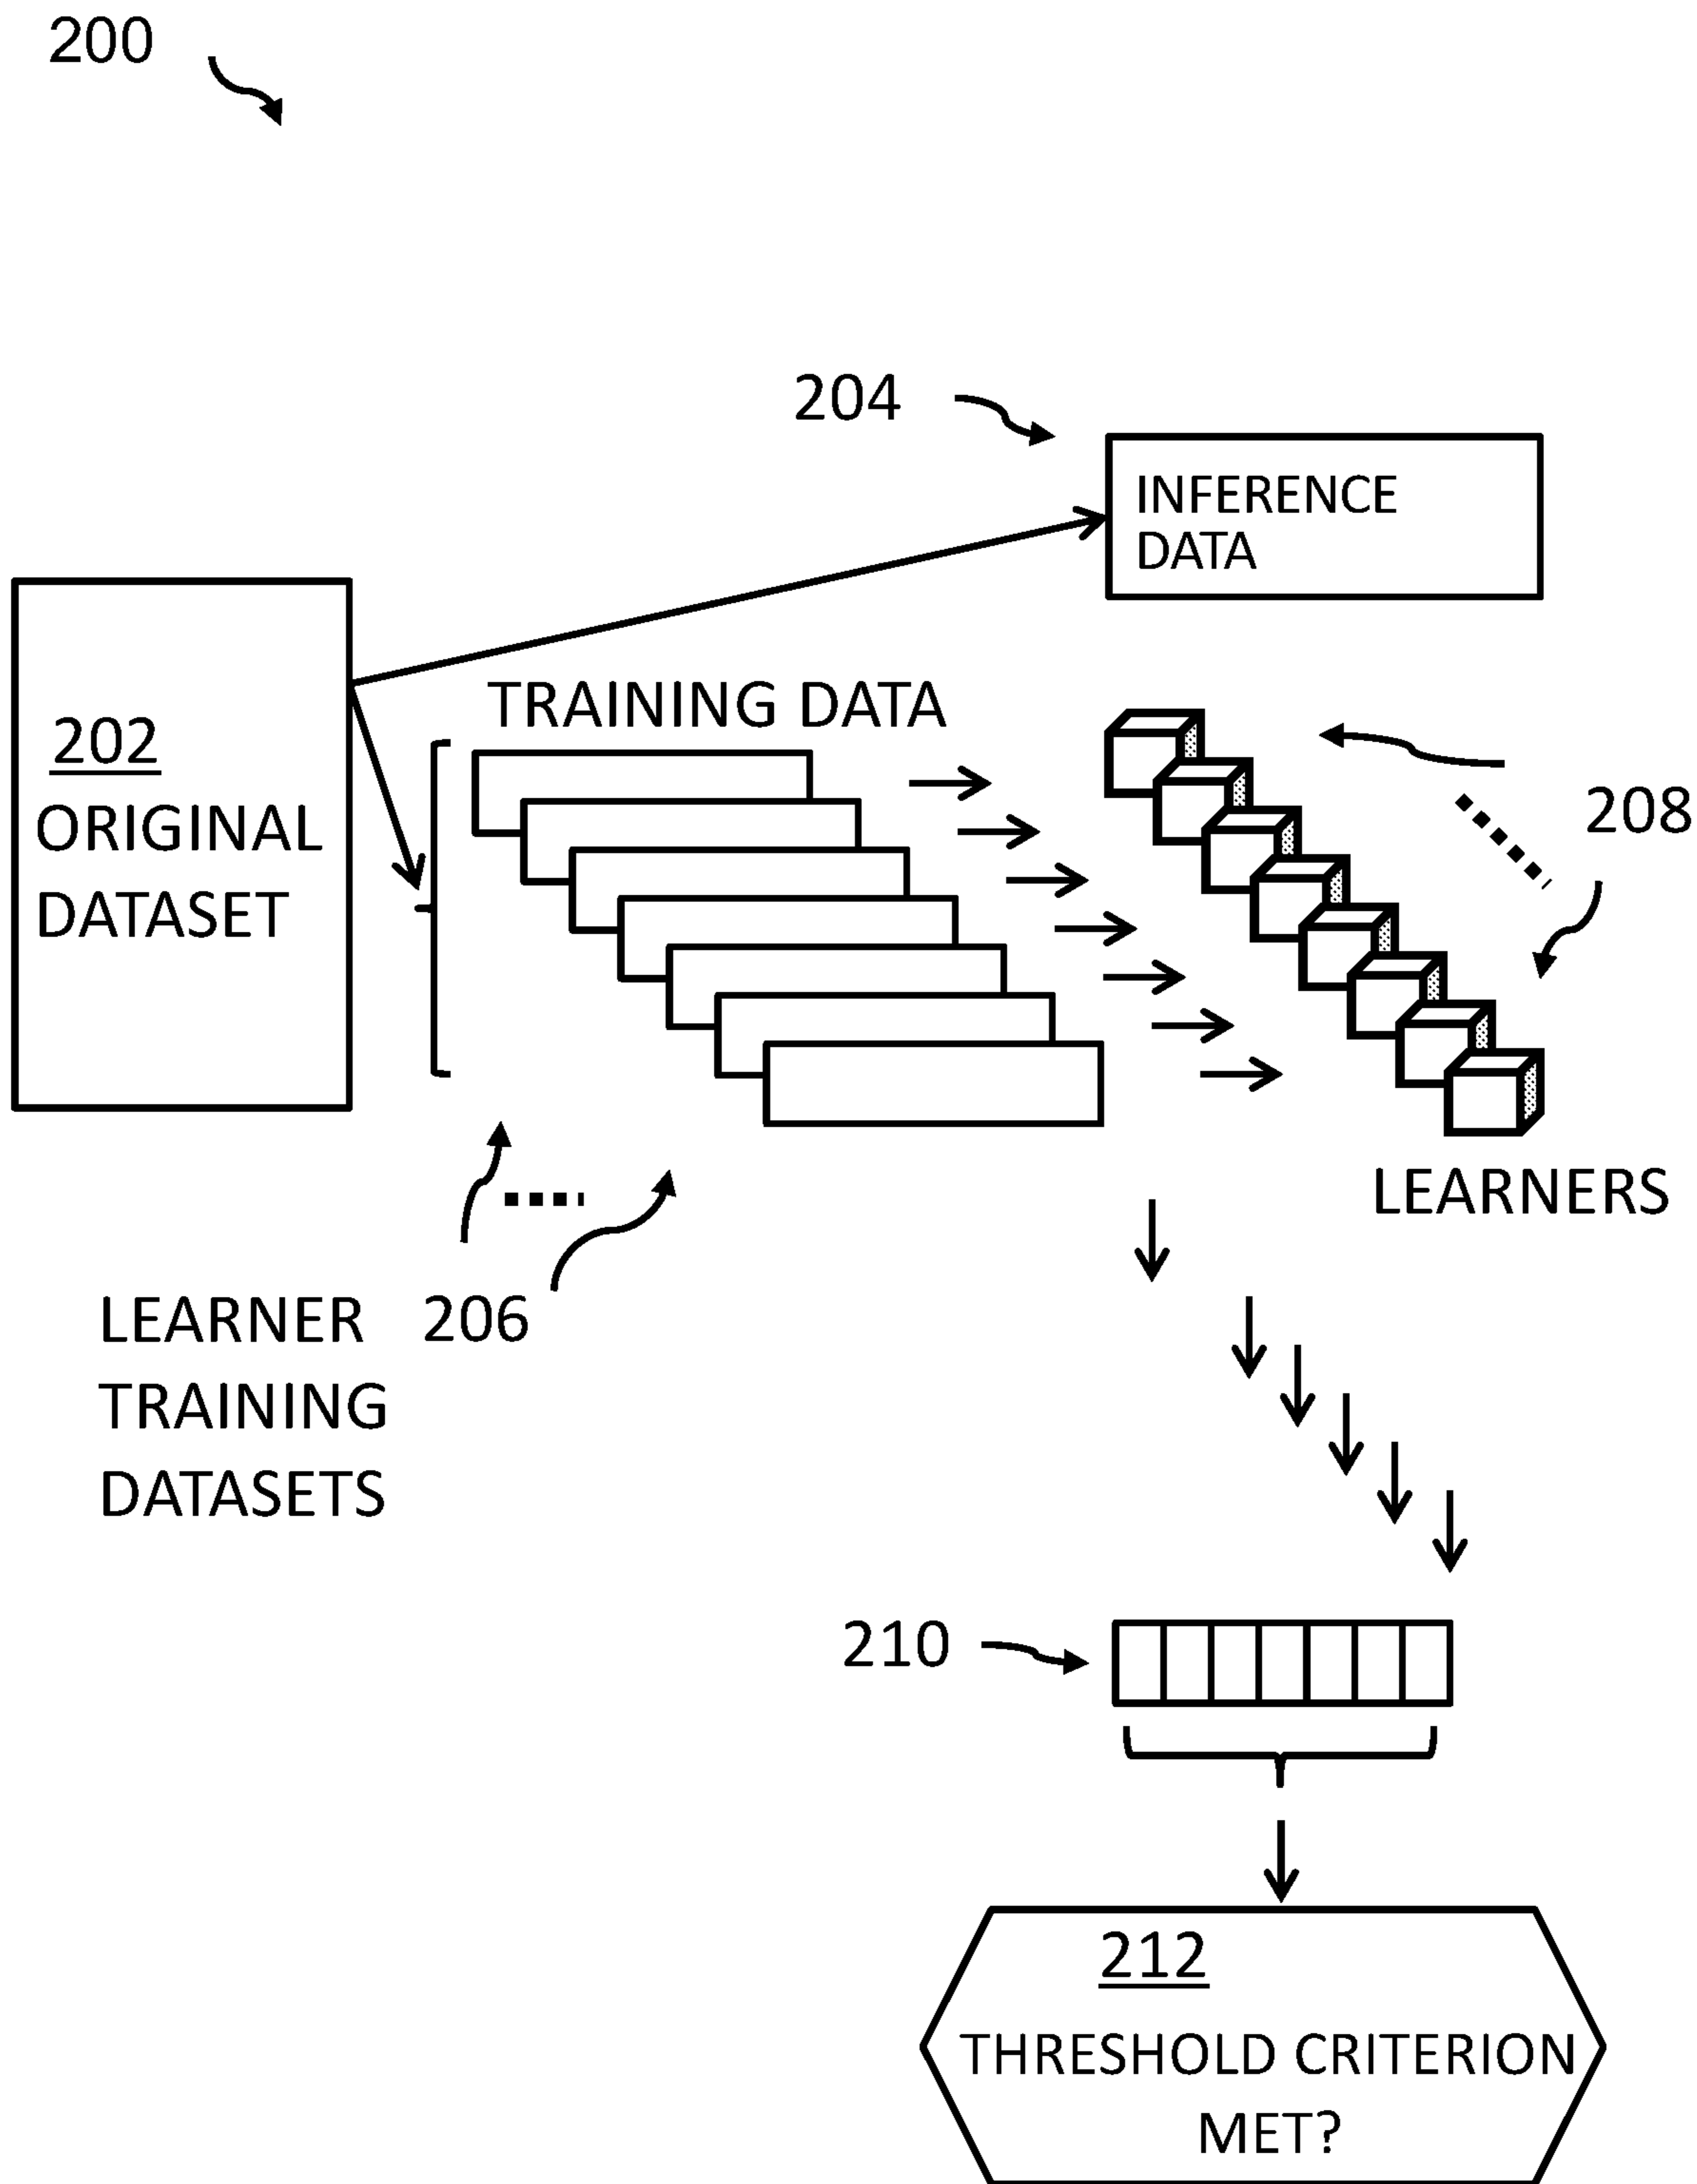 200
204
INFERENCE
DATA
TRAINING DATA
202
ORIGINAL
DATASET
208
LEARNERS
LEARNER 206
TRAINING
DATASETS
210
212
THRESHOLD CRITERION
MET?